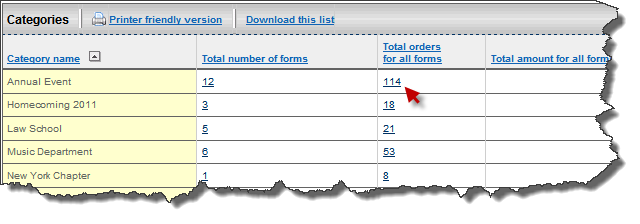 Categories Printer friendly version Download this list
Category name Total number of forms Total orders for all forms Total amount for all form
Annual Event 12 114
Homecoming 2011 3 18
Law School 5 21
Music Department 6 53
New York Chapter 1 8